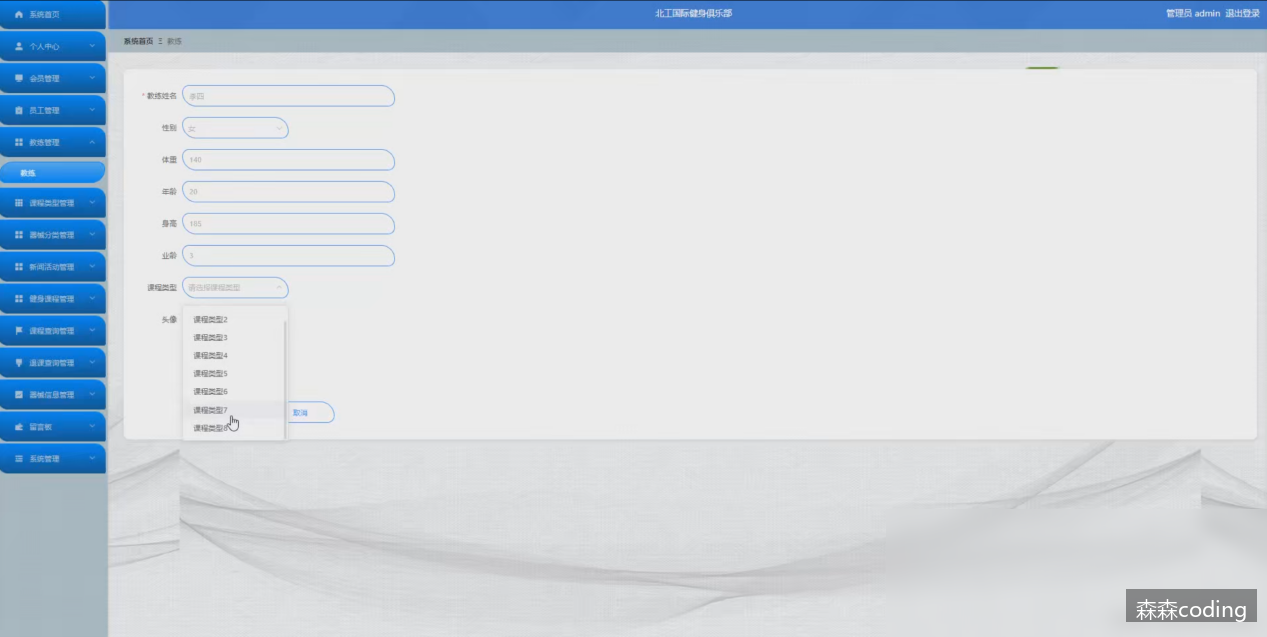 北工国际健身俱乐部
管理员 admin 退出登录
系统首页
个人中心
会员管理
员工管理
教练管理
教练
课程类型管理
器械分类管理
新闻活动管理
健身课程管理
课程查询管理
退课查询管理
器械信息管理
留言板
系统管理
系统首页 Ξ 教练
* 教练姓名 李四
性别 女
体重 140
年龄 20
身高 165
业龄 5
课程类型 请选择课程类型
头像
课程类型2
课程类型3
课程类型4
课程类型5
课程类型6
课程类型7
课程类型8
取消
森森coding